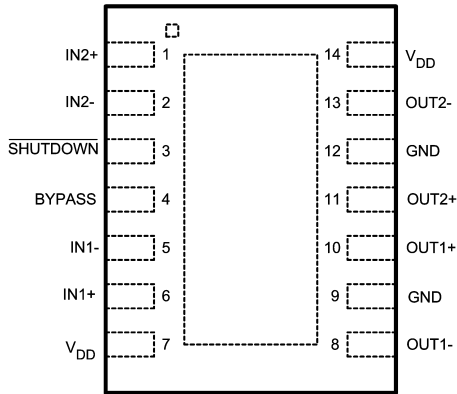 IN2+ 1 14 VDD
IN2- 2 13 OUT2-
SHUTDOWN 3 12 GND
BYPASS 4 11 OUT2+
IN1- 5 10 OUT1+
IN1+ 6 9 GND
VDD 7 8 OUT1-